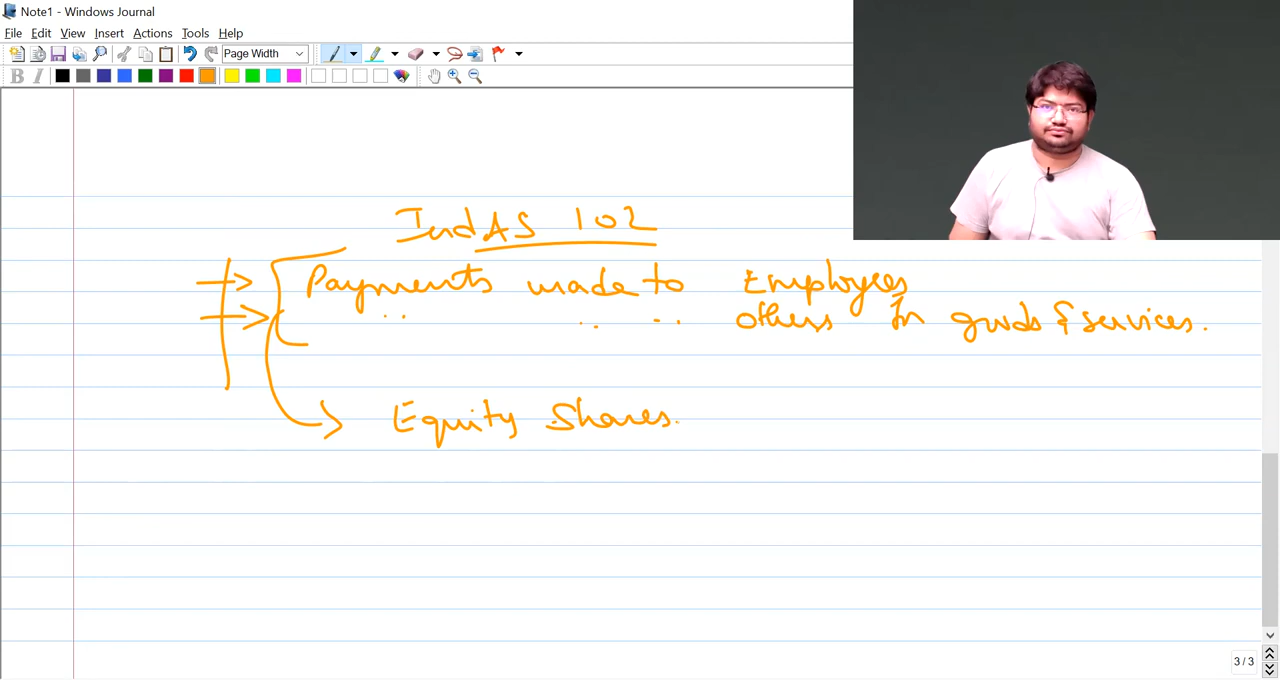 Note1 - Windows Journal
File Edit View Insert Actions Tools Help
Page Width
B I
IndAS 102
Payments made to Employees
.. .. .. others for goods & services.
Equity Shares.
3 / 3